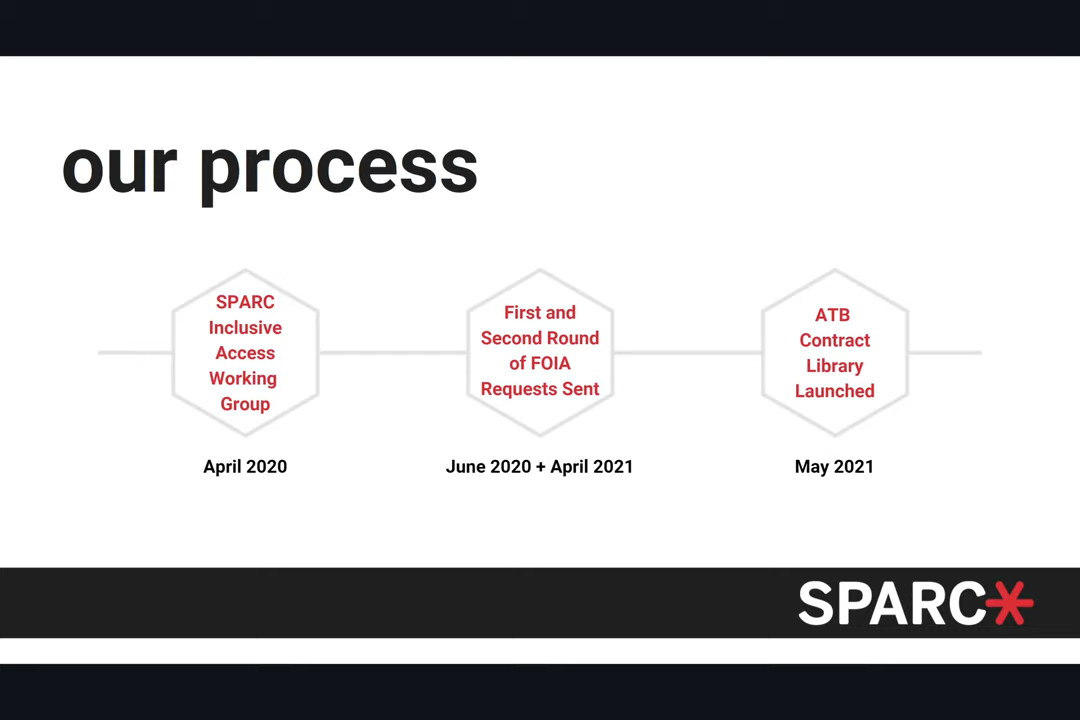 our process
SPARC
Inclusive
Access
Working
Group
April 2020
First and
Second Round
of FOIA
Requests Sent
June 2020 + April 2021
ATB
Contract
Library
Launched
May 2021
SPARC